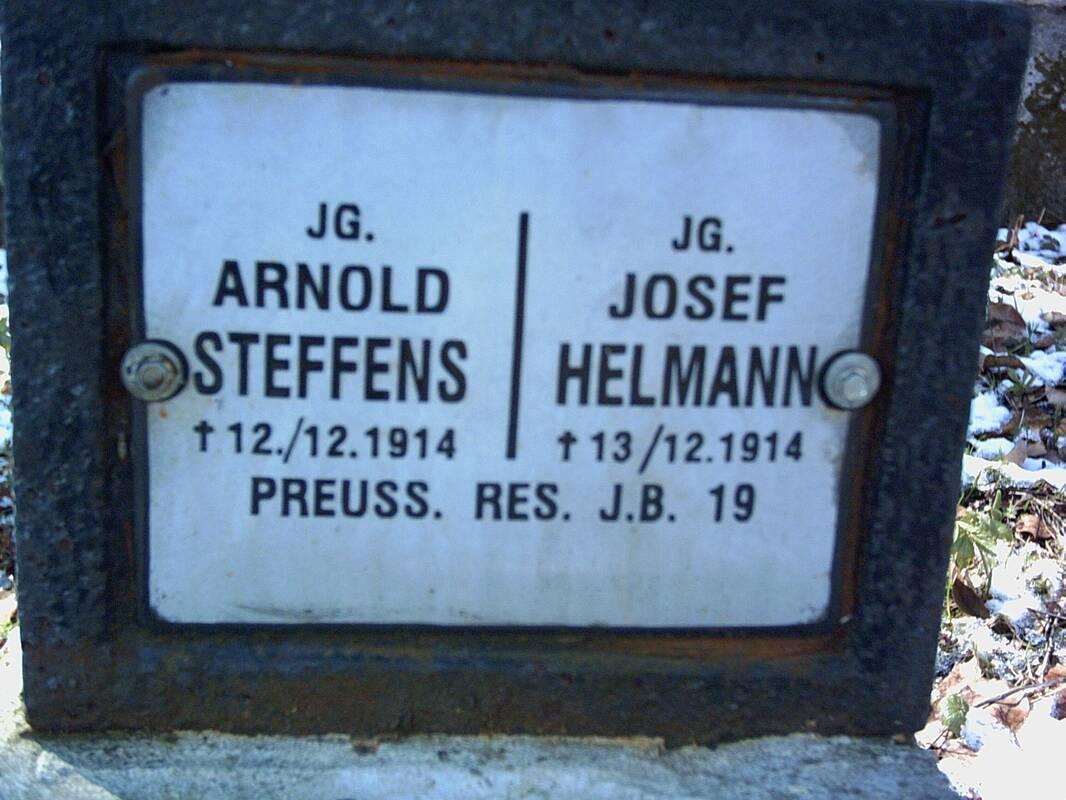 JG.
ARNOLD
STEFFENS
† 12./12.1914
JG.
JOSEF
HELMANN
† 13/12.1914
PREUSS. RES. J.B. 19